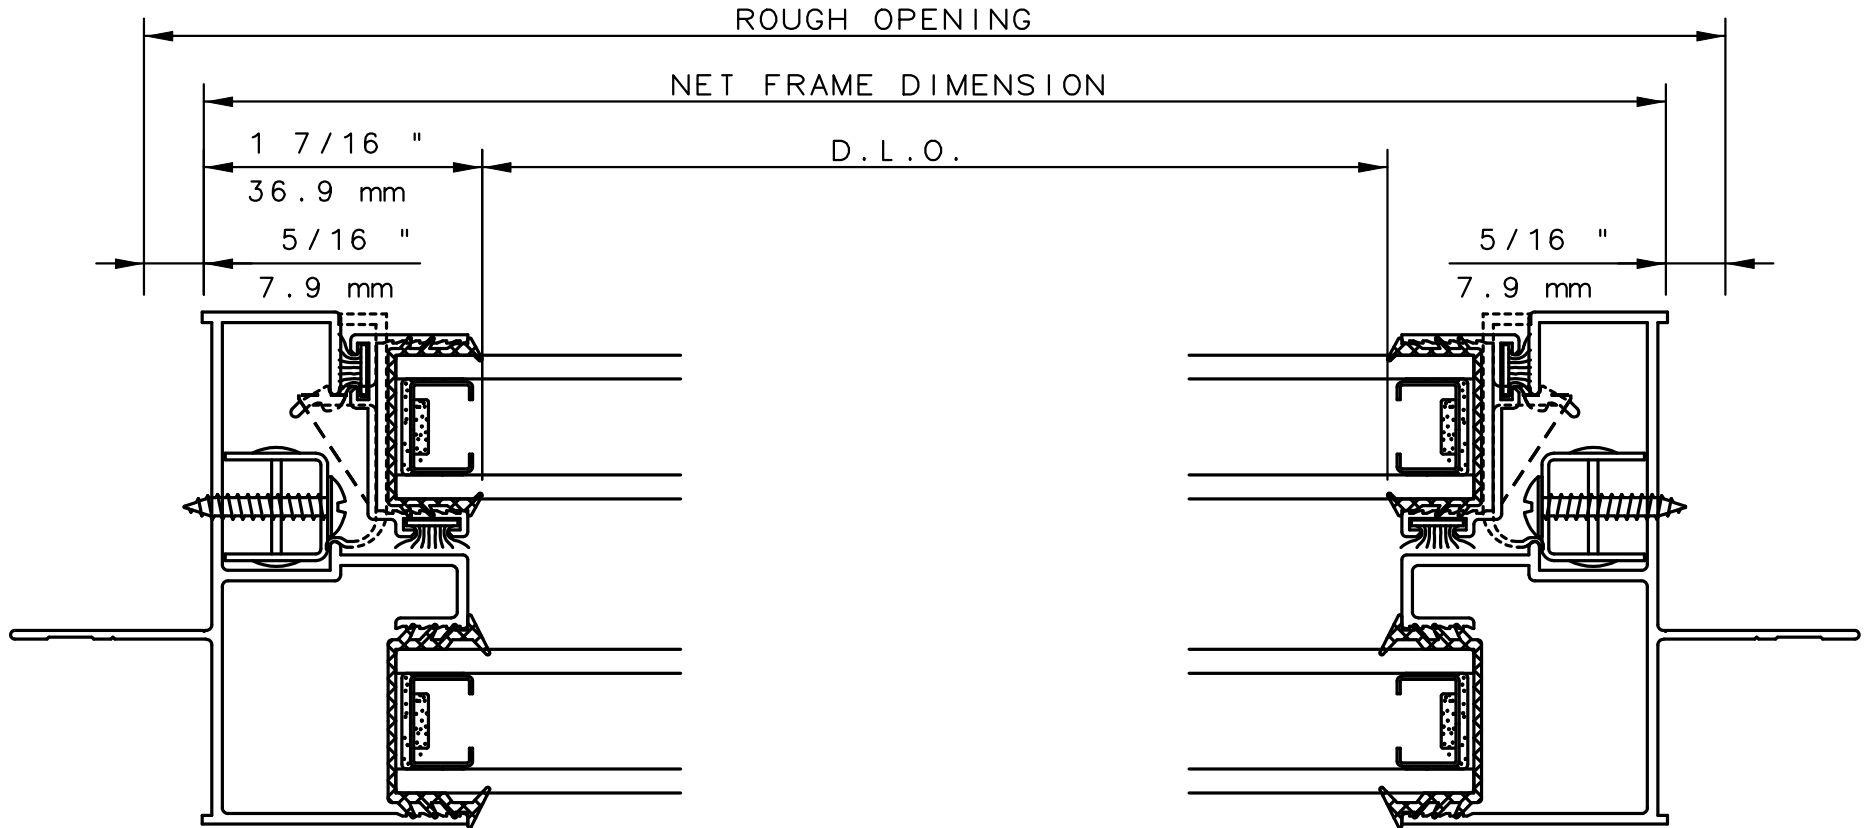 ROUGH OPENING
NET FRAME DIMENSION
1 7/16 "
36.9 mm
D.L.O.
5/16 "
7.9 mm
5/16 "
7.9 mm